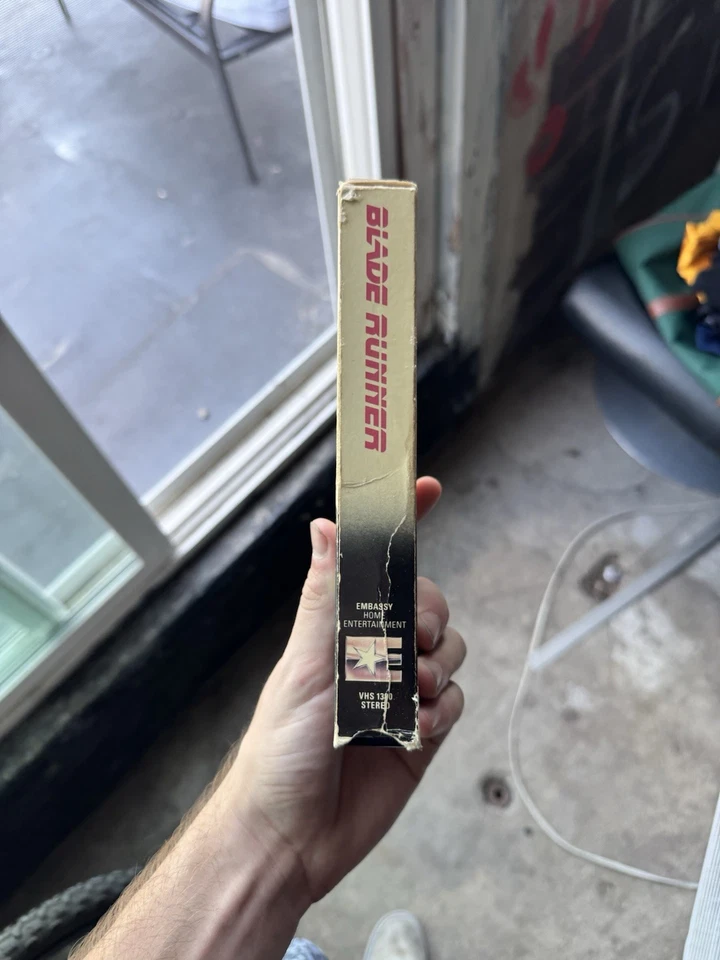 BLADE RUNNER
EMBASSY
HOME
ENTERTAINMENT
VHS 1380
STEREO